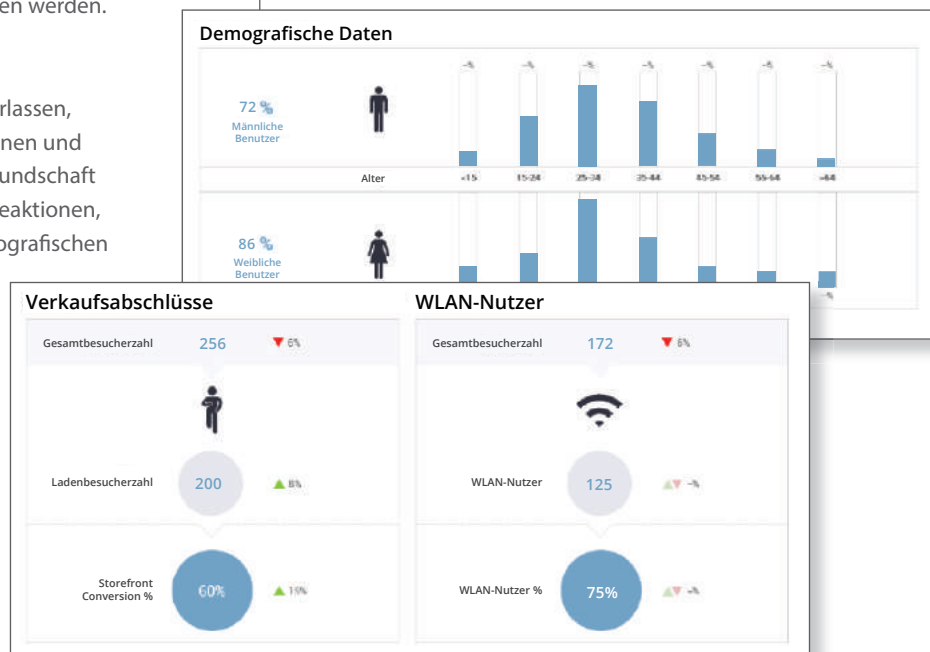 en werden.
rlassen,
nen und
undschaft
eaktionen,
ografischen
Demografische Daten
-% -% -% -% -% -% -%
72 %
Männliche
Benutzer
Alter <15 15-24 25-34 35-44 45-54 55-64 >64
86 %
Weibliche
Benutzer
-%
Verkaufsabschlüsse
Gesamtbesucherzahl 256 6%
Ladenbesucherzahl 200 8%
Storefront
Conversion % 60% 19%
WLAN-Nutzer
Gesamtbesucherzahl 172 6%
WLAN-Nutzer 125 -%
WLAN-Nutzer % 75% -%